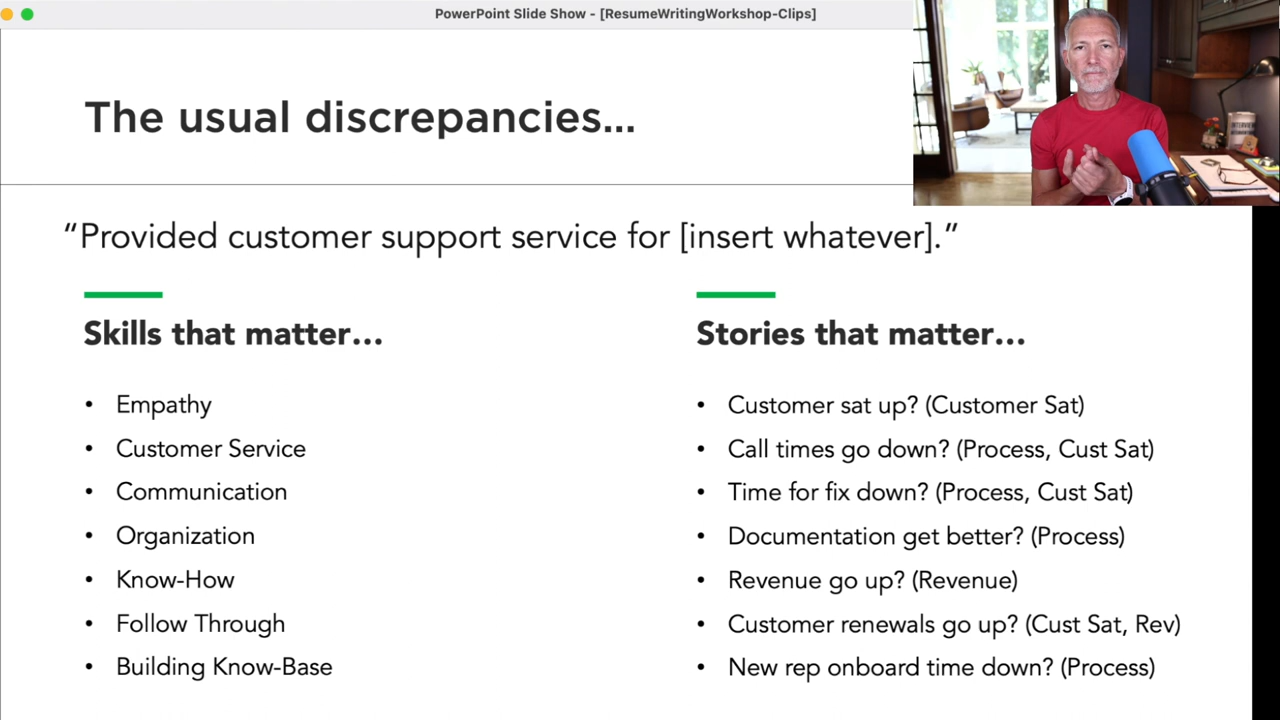 PowerPoint Slide Show - [ResumeWritingWorkshop-Clips]
The usual discrepancies...
“Provided customer support service for [insert whatever].”
Skills that matter...
• Empathy
• Customer Service
• Communication
• Organization
• Know-How
• Follow Through
• Building Know-Base
Stories that matter...
• Customer sat up? (Customer Sat)
• Call times go down? (Process, Cust Sat)
• Time for fix down? (Process, Cust Sat)
• Documentation get better? (Process)
• Revenue go up? (Revenue)
• Customer renewals go up? (Cust Sat, Rev)
• New rep onboard time down? (Process)